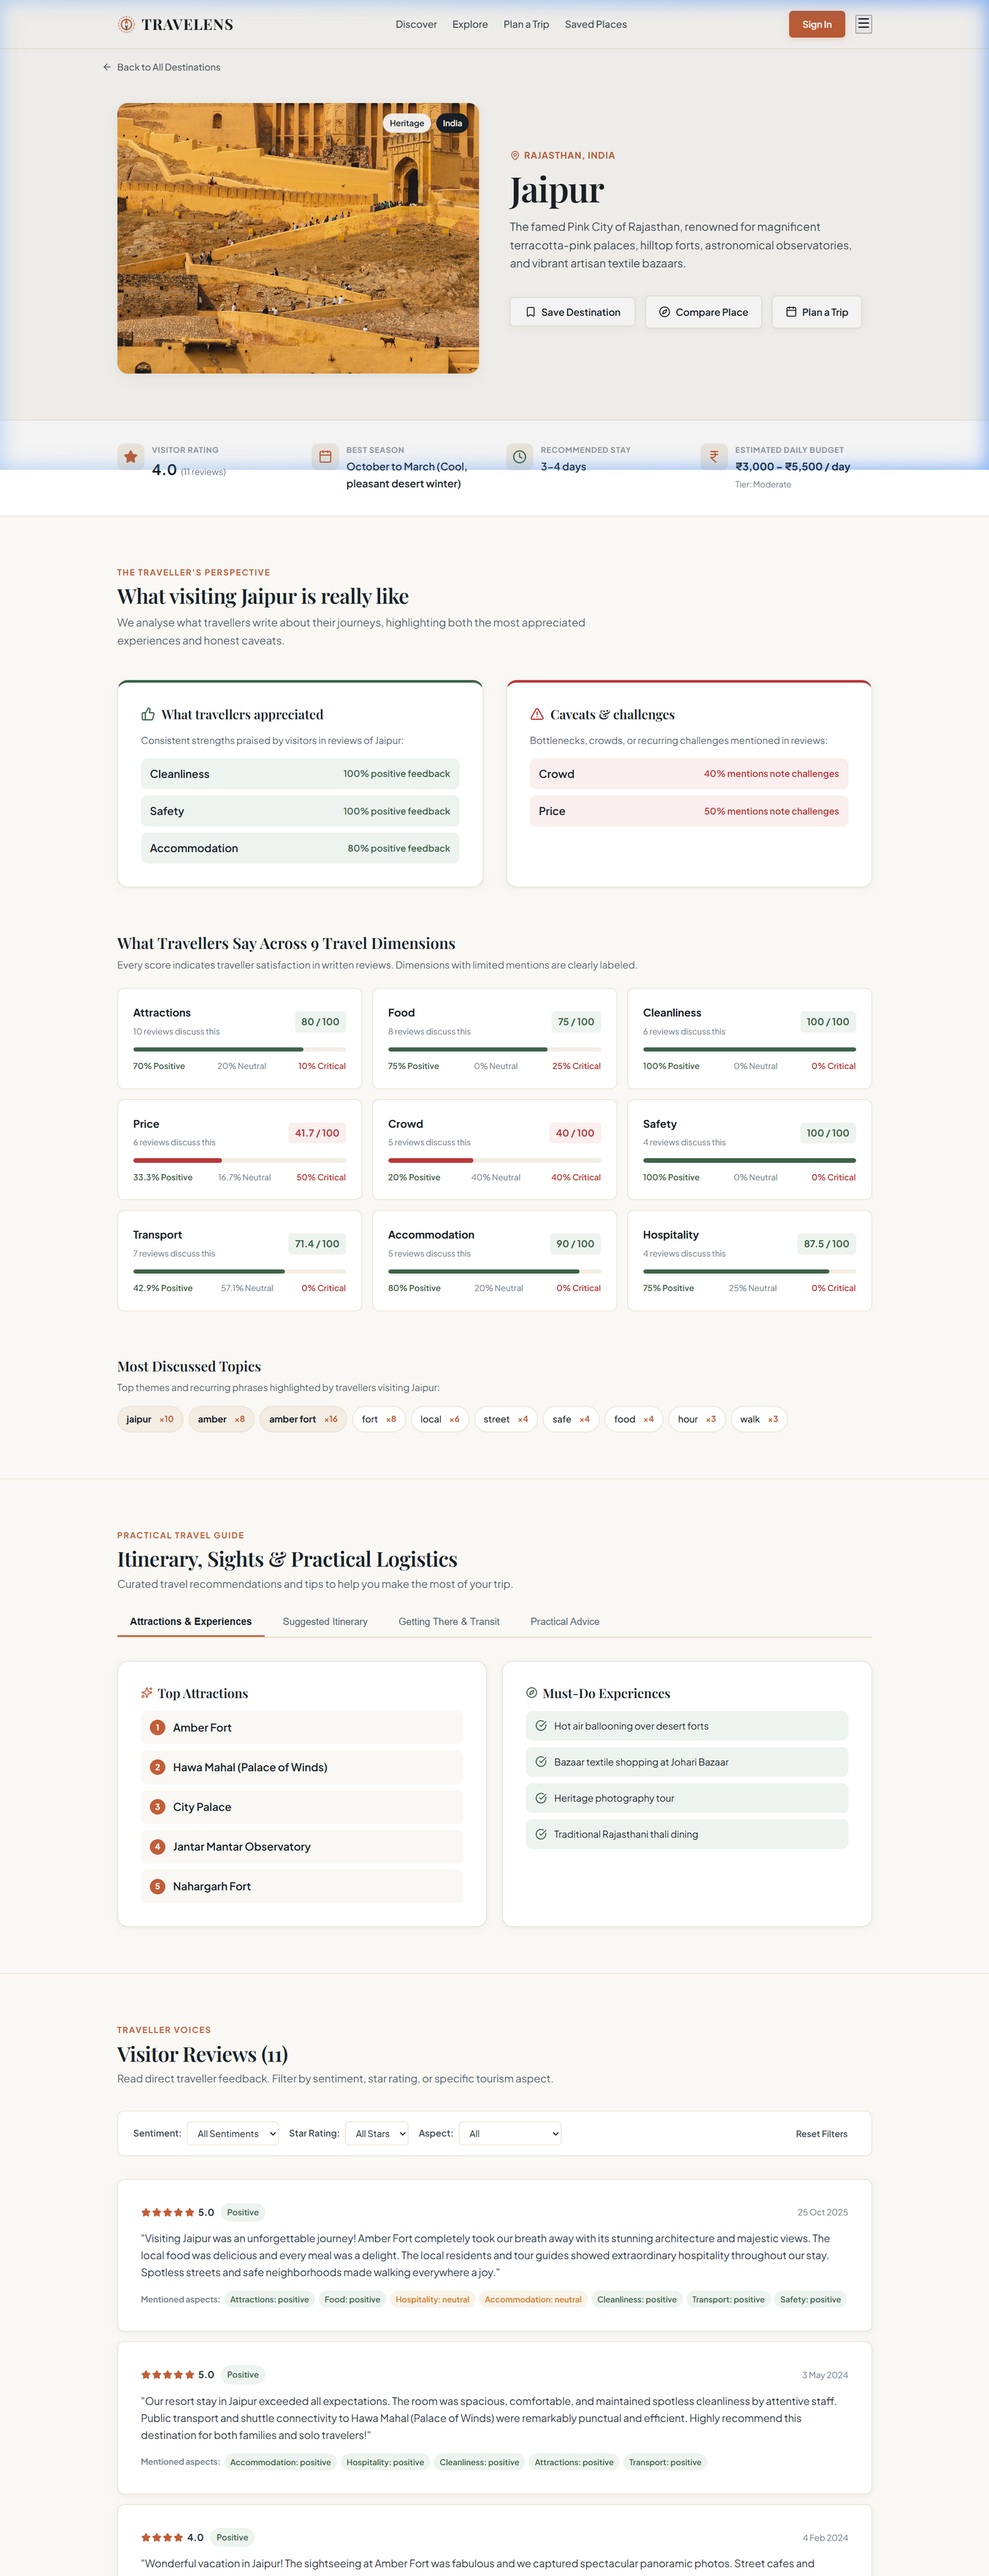 TRAVELENS
Discover Explore Plan a Trip Saved Places
Sign In
Back to All Destinations
Heritage India
RAJASTHAN, INDIA
Jaipur
The famed Pink City of Rajasthan, renowned for magnificent
terracotta-pink palaces, hilltop forts, astronomical observatories,
and vibrant artisan textile bazaars.
Save Destination Compare Place Plan a Trip
VISITOR RATING
4.0 (11 reviews)
BEST SEASON
October to March (Cool,
pleasant desert winter)
RECOMMENDED STAY
3-4 days
ESTIMATED DAILY BUDGET
₹3,000 - ₹5,500 / day
Tier: Moderate
THE TRAVELLER'S PERSPECTIVE
What visiting Jaipur is really like
We analyse what travellers write about their journeys, highlighting both the most appreciated
experiences and honest caveats.
What travellers appreciated
Consistent strengths praised by visitors in reviews of Jaipur:
Cleanliness 100% positive feedback
Safety 100% positive feedback
Accommodation 80% positive feedback
Caveats & challenges
Bottlenecks, crowds, or recurring challenges mentioned in reviews:
Crowd 40% mentions note challenges
Price 50% mentions note challenges
What Travellers Say Across 9 Travel Dimensions
Every score indicates traveller satisfaction in written reviews. Dimensions with limited mentions are clearly labeled.
Attractions
10 reviews discuss this
80 / 100
70% Positive 20% Neutral 10% Critical
Food
8 reviews discuss this
75 / 100
75% Positive 0% Neutral 25% Critical
Cleanliness
6 reviews discuss this
100 / 100
100% Positive 0% Neutral 0% Critical
Price
6 reviews discuss this
41.7 / 100
33.3% Positive 16.7% Neutral 50% Critical
Crowd
5 reviews discuss this
40 / 100
20% Positive 40% Neutral 40% Critical
Safety
4 reviews discuss this
100 / 100
100% Positive 0% Neutral 0% Critical
Transport
7 reviews discuss this
71.4 / 100
42.9% Positive 57.1% Neutral 0% Critical
Accommodation
5 reviews discuss this
90 / 100
80% Positive 20% Neutral 0% Critical
Hospitality
4 reviews discuss this
87.5 / 100
75% Positive 25% Neutral 0% Critical
Most Discussed Topics
Top themes and recurring phrases highlighted by travellers visiting Jaipur:
jaipur ×10 amber ×8 amber fort ×16 fort ×8 local ×6 street ×4 safe ×4 food ×4 hour ×3 walk ×3
PRACTICAL TRAVEL GUIDE
Itinerary, Sights & Practical Logistics
Curated travel recommendations and tips to help you make the most of your trip.
Attractions & Experiences Suggested Itinerary Getting There & Transit Practical Advice
Top Attractions
1 Amber Fort
2 Hawa Mahal (Palace of Winds)
3 City Palace
4 Jantar Mantar Observatory
5 Nahargarh Fort
Must-Do Experiences
Hot air ballooning over desert forts
Bazaar textile shopping at Johari Bazaar
Heritage photography tour
Traditional Rajasthani thali dining
TRAVELLER VOICES
Visitor Reviews (11)
Read direct traveller feedback. Filter by sentiment, star rating, or specific tourism aspect.
Sentiment: All Sentiments Star Rating: All Stars Aspect: All Reset Filters
5.0 Positive 25 Oct 2025
"Visiting Jaipur was an unforgettable journey! Amber Fort completely took our breath away with its stunning architecture and majestic views. The
local food was delicious and every meal was a delight. The local residents and tour guides showed extraordinary hospitality throughout our stay.
Spotless streets and safe neighborhoods made walking everywhere a joy."
Mentioned aspects: Attractions: positive Food: positive Hospitality: neutral Accommodation: neutral Cleanliness: positive Transport: positive Safety: positive
5.0 Positive 3 May 2024
"Our resort stay in Jaipur exceeded all expectations. The room was spacious, comfortable, and maintained spotless cleanliness by attentive staff.
Public transport and shuttle connectivity to Hawa Mahal (Palace of Winds) were remarkably punctual and efficient. Highly recommend this
destination for both families and solo travelers!"
Mentioned aspects: Accommodation: positive Hospitality: positive Cleanliness: positive Attractions: positive Transport: positive
4.0 Positive 4 Feb 2024
"Wonderful vacation in Jaipur! The sightseeing at Amber Fort was fabulous and we captured spectacular panoramic photos. Street cafes and